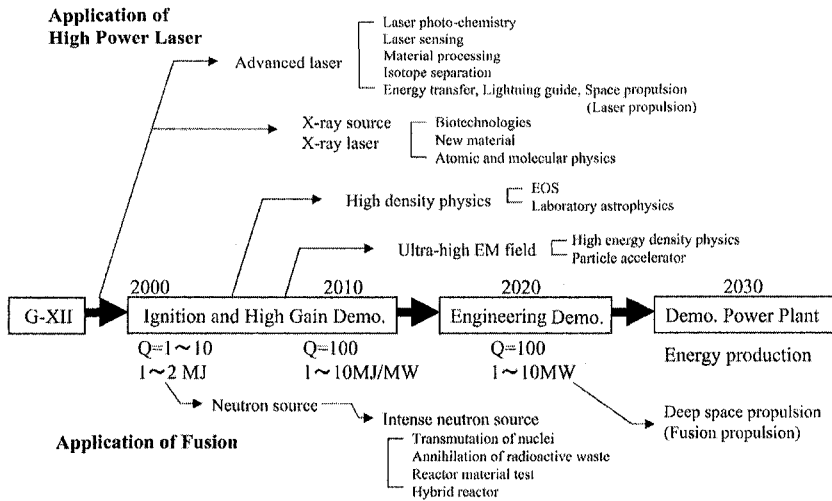 Application of
High Power Laser
Advanced laser
Laser photo-chemistry
Laser sensing
Material processing
Isotope separation
Energy transfer, Lightning guide, Space propulsion
(Laser propulsion)
X-ray source
X-ray laser
Biotechnologies
New material
Atomic and molecular physics
High density physics
EOS
Laboratory astrophysics
Ultra-high EM field
High energy density physics
Particle accelerator
2000 2010 2020 2030
G-XII Ignition and High Gain Demo. Engineering Demo. Demo. Power Plant
Q=1~10 Q=100 Q=100 Energy production
1~2 MJ 1~10MJ/MW 1~10MW
Neutron source
Intense neutron source
Deep space propulsion
(Fusion propulsion)
Application of Fusion
Transmutation of nuclei
Annihilation of radioactive waste
Reactor material test
Hybrid reactor